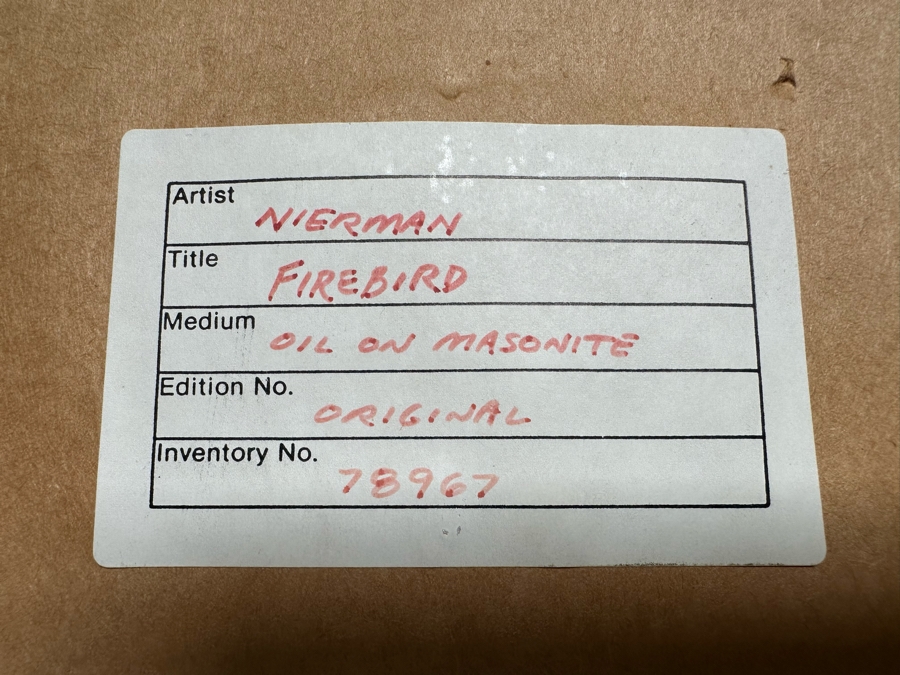 Artist
NIERMAN
Title
FIREBIRD
Medium
OIL ON MASONITE
Edition No.
ORIGINAL
Inventory No.
78967